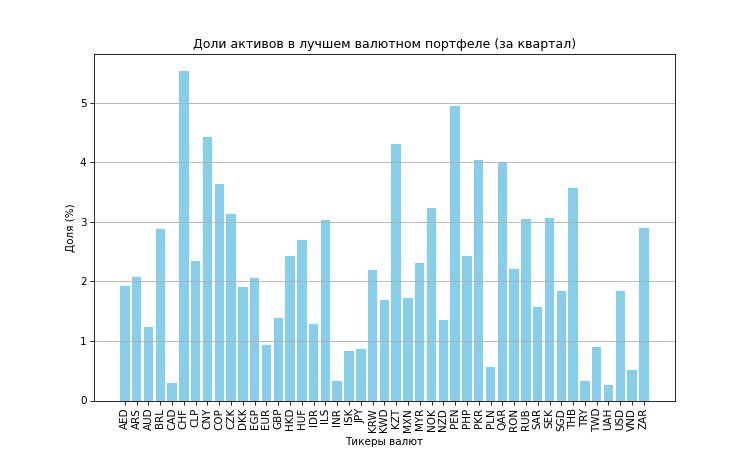 Доли активов в лучшем валютном портфеле (за квартал)
Доля (%)
5
4
3
2
1
0
AED ARS AUD BRL CAD CHF CLP CNY COP CZK DKK EGP EUR GBP HKD HUF IDR ILS INR ISK JPY KRW KWD KZT MXN MYR NOK NZD PEN PHP PKR PLN QAR RON RUB SAR SEK SGD THB TRY TWD UAH USD VND ZAR
Тикеры валют